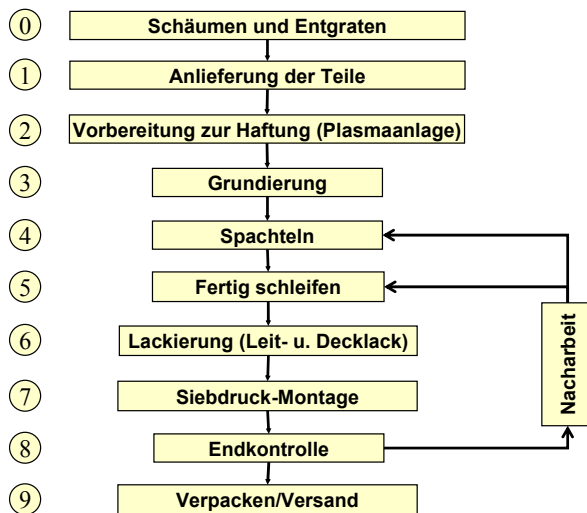 0 Schäumen und Entgraten
1 Anlieferung der Teile
2 Vorbereitung zur Haftung (Plasmaanlage)
3 Grundierung
4 Spachteln
5 Fertig schleifen
6 Lackierung (Leit- u. Decklack)
7 Siebdruck-Montage
8 Endkontrolle
9 Verpacken/Versand
Nacharbeit